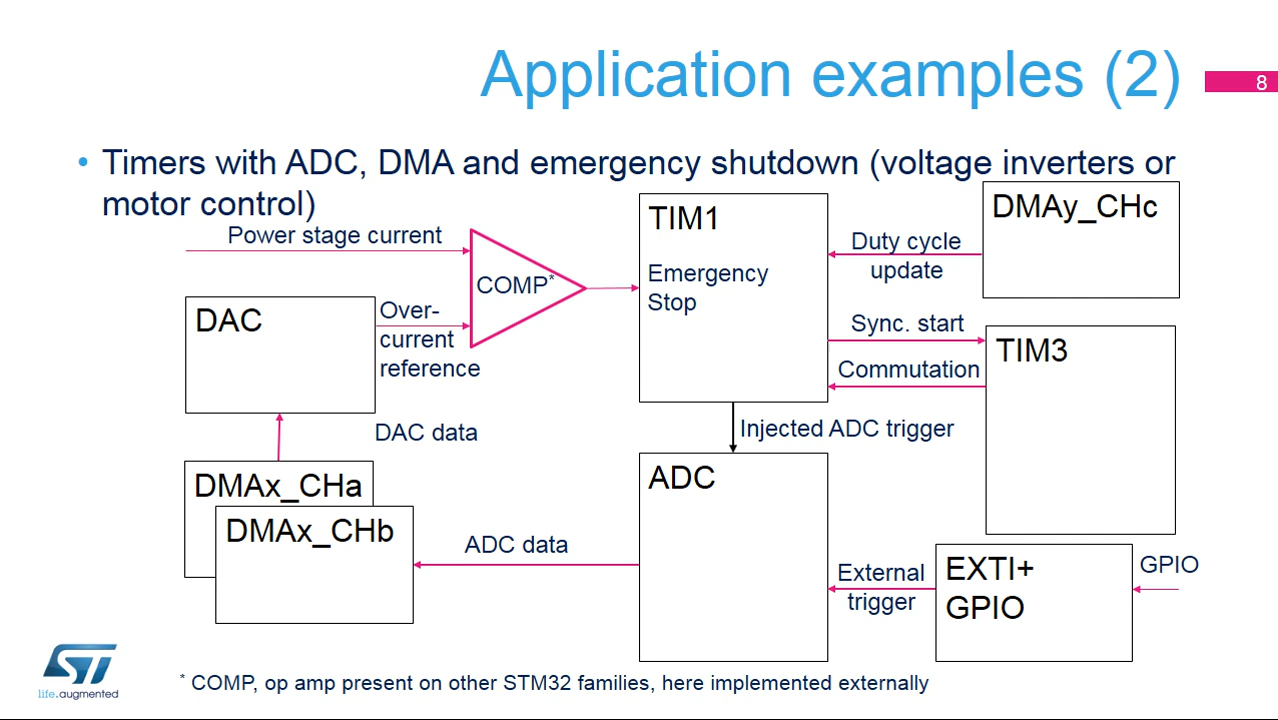 Application examples (2)
8
• Timers with ADC, DMA and emergency shutdown (voltage inverters or
motor control)
Power stage current
COMP*
DAC
Over-
current
reference
TIM1
Emergency
Stop
DMAy_CHc
Duty cycle
update
Sync. start
Commutation
TIM3
DAC data
Injected ADC trigger
DMAx_CHa
DMAx_CHb
ADC data
ADC
External
trigger
EXTI+
GPIO
GPIO
ST
life.augmented
* COMP, op amp present on other STM32 families, here implemented externally